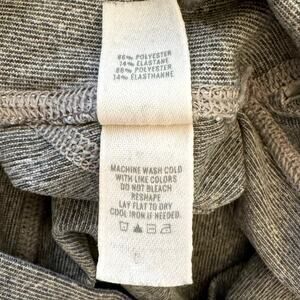 86% POLYESTER
14% ELASTANE
86% POLYESTER
14% ELASTHANNE
MACHINE WASH COLD
WITH LIKE COLORS
DO NOT BLEACH
RESHAPE
LAY FLAT TO DRY
COOL IRON IF NEEDED.